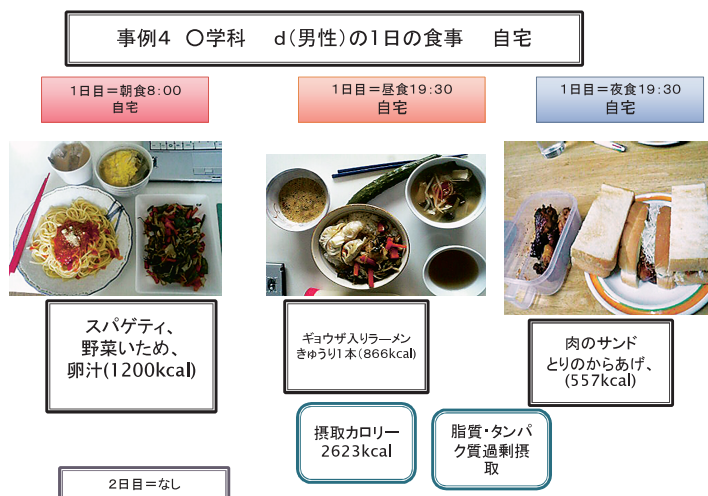 事例4 〇学科 d(男性)の1日の食事 自宅
1日目=朝食8:00
自宅
1日目=昼食19:30
自宅
1日目=夜食19:30
自宅
スパゲティ、
野菜いため、
卵汁(1200kcal)
ギョウザ入りラーメン
きゅうり1本(866kcal)
肉のサンド
とりのからあげ、
(557kcal)
摂取カロリー
2623kcal
脂質・タンパ
ク質過剰摂
取
2日目=なし